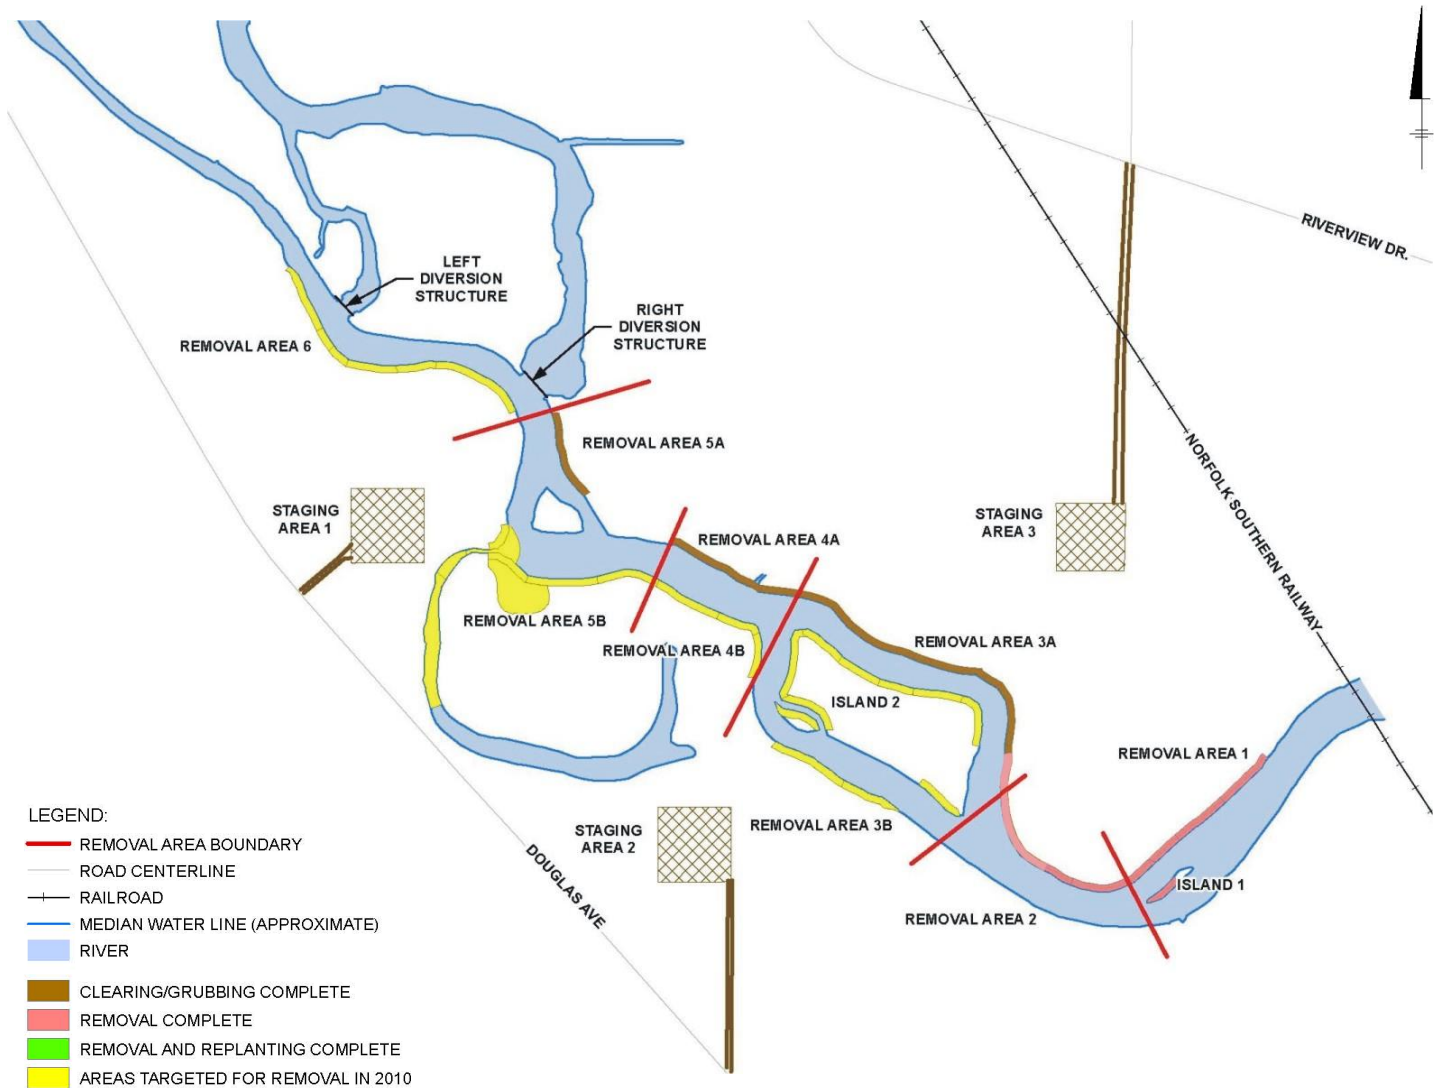 RIVERVIEW DR.
LEFT
DIVERSION
STRUCTURE
RIGHT
DIVERSION
STRUCTURE
REMOVAL AREA 6
REMOVAL AREA 5A
NORFOLK SOUTHERN RAILWAY
STAGING
AREA 1
STAGING
AREA 3
REMOVAL AREA 4A
REMOVAL AREA 5B
REMOVAL AREA 4B
REMOVAL AREA 3A
ISLAND 2
REMOVAL AREA 1
STAGING
AREA 2
REMOVAL AREA 3B
DOUGLAS AVE
ISLAND 1
REMOVAL AREA 2
LEGEND:
REMOVAL AREA BOUNDARY
ROAD CENTERLINE
RAILROAD
MEDIAN WATER LINE (APPROXIMATE)
RIVER
CLEARING/GRUBBING COMPLETE
REMOVAL COMPLETE
REMOVAL AND REPLANTING COMPLETE
AREAS TARGETED FOR REMOVAL IN 2010